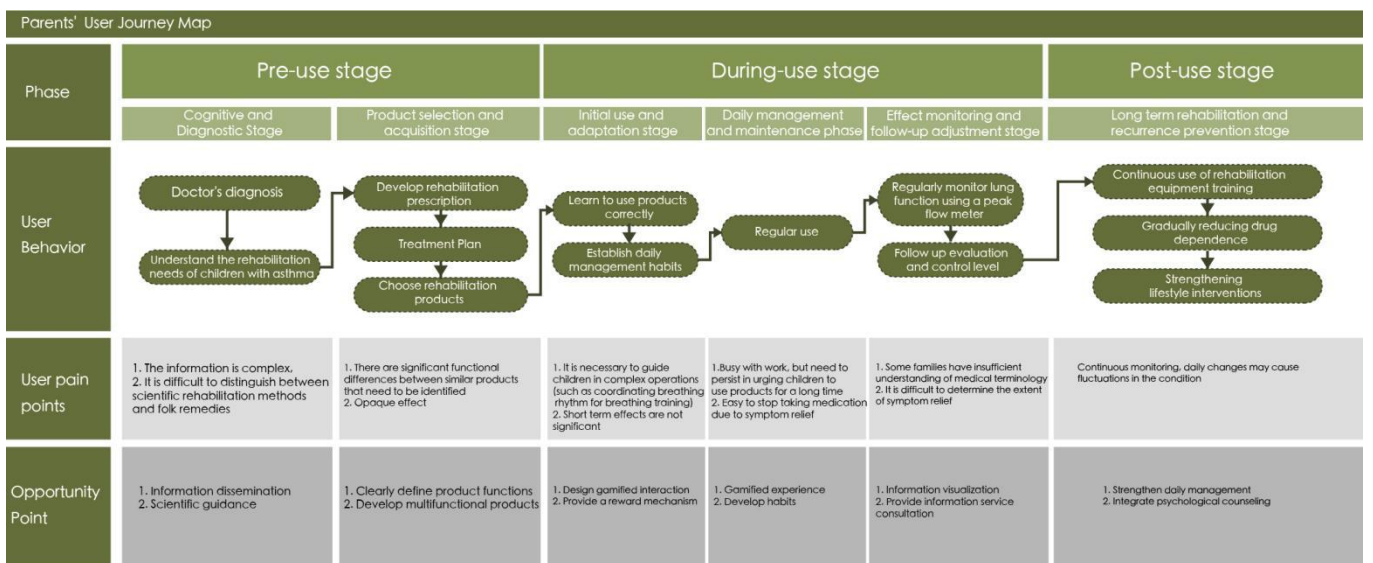 Parents' User Journey Map
Phase
Pre-use stage
During-use stage
Post-use stage
Cognitive and
Diagnostic Stage
Product selection and
acquisition stage
Initial use and
adaptation stage
Daily management
and maintenance phase
Effect monitoring and
follow-up adjustment stage
Long term rehabilitation and
recurrence prevention stage
User
Behavior
Doctor's diagnosis
Understand the rehabilitation
needs of children with asthma
Develop rehabilitation
prescription
Treatment Plan
Choose rehabilitation
products
Learn to use products
correctly
Establish daily
management habits
Regular use
Regularly monitor lung
function using a peak
flow meter
Follow up evaluation
and control level
Continuous use of rehabilitation
equipment training
Gradually reducing drug
dependence
Strengthening
lifestyle interventions
User pain
points
1. The information is complex,
2. It is difficult to distinguish between
scientific rehabilitation methods
and folk remedies
1. There are significant functional
differences between similar products
that need to be identified
2. Opaque effect
1. It is necessary to guide
children in complex operations
(such as coordinating breathing
rhythm for breathing training)
2. Short term effects are not
significant
1.Busy with work, but need to
persist in urging children to
use products for a long time
2. Easy to stop taking medication
due to symptom relief
1. Some families have insufficient
understanding of medical terminology
2. It is difficult to determine the extent
of symptom relief
Continuous monitoring, daily changes may cause
fluctuations in the condition
Opportunity
Point
1. Information dissemination
2. Scientific guidance
1. Clearly define product functions
2. Develop multifunctional products
1. Design gamified interaction
2. Provide a reward mechanism
1. Gamified experience
2. Develop habits
1. Information visualization
2. Provide information service
consultation
1. Strengthen daily management
2. Integrate psychological counseling